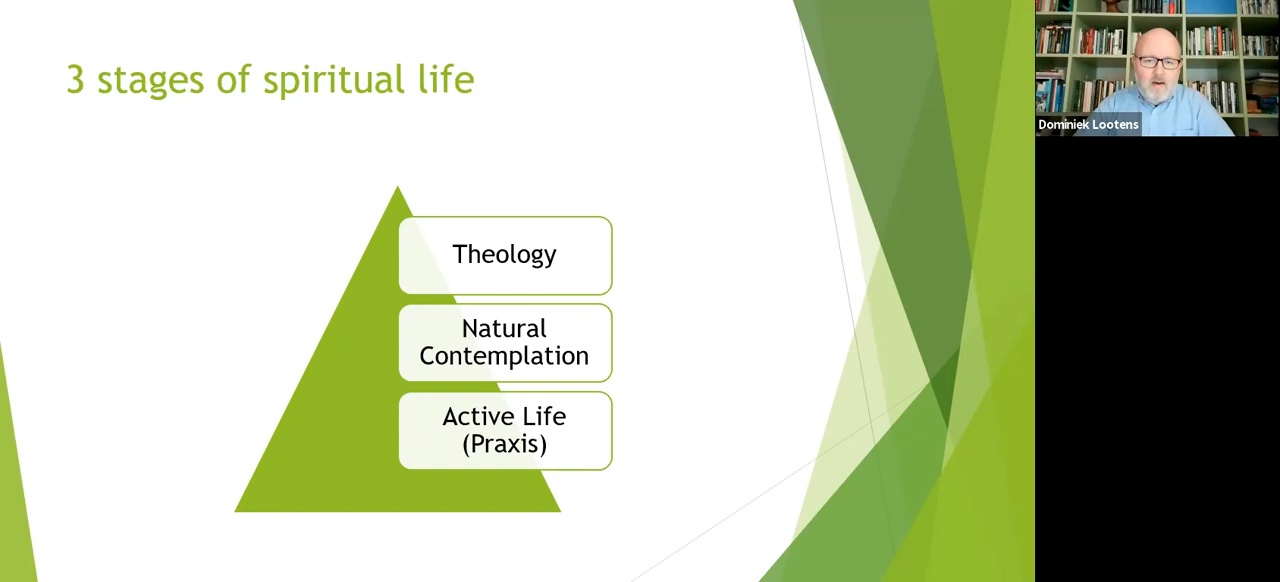 3 stages of spiritual life
Theology
Natural
Contemplation
Active Life
(Praxis)
Dominiek Lootens